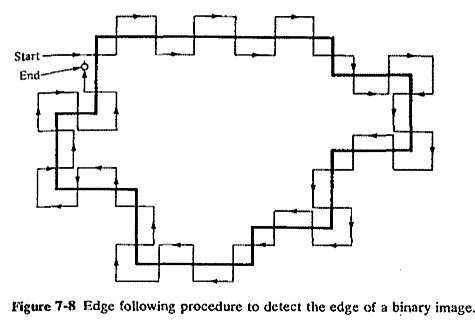 Start
End
Figure 7-8 Edge following procedure to detect the edge of a binary image.